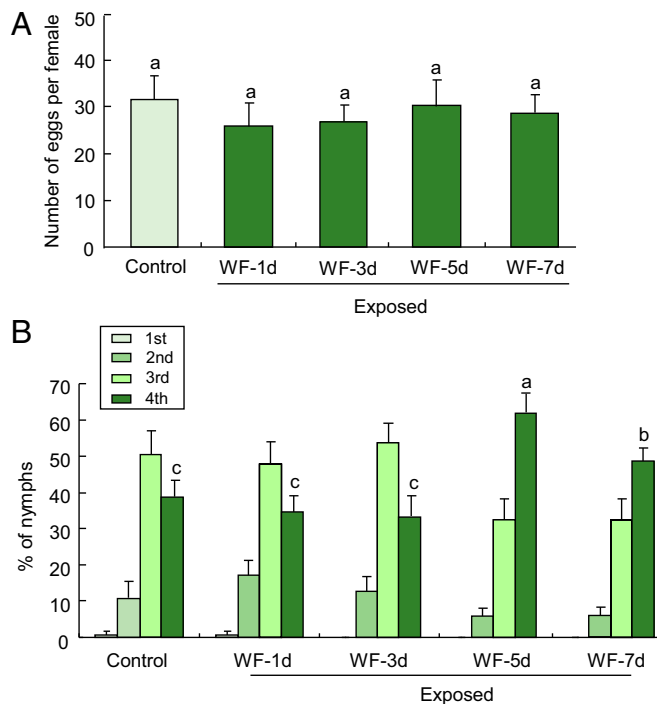 A
Number of eggs per female
50
40
30
20
10
0
a
a
a
a
a
Control
WF-1d
WF-3d
WF-5d
WF-7d
Exposed
B
1st
2nd
3rd
4th
% of nymphs
70
60
50
40
30
20
10
0
c
c
c
a
b
Control
WF-1d
WF-3d
WF-5d
WF-7d
Exposed